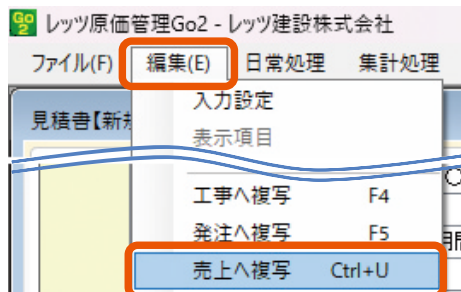 Go 2 レッツ原価管理Go2 - レッツ建設株式会社
ファイル(F) 編集(E) 日常処理 集計処理
見積書【新規
入力設定
表示項目
工事へ複写 F4
発注へ複写 F5
売上へ複写 Ctrl+U